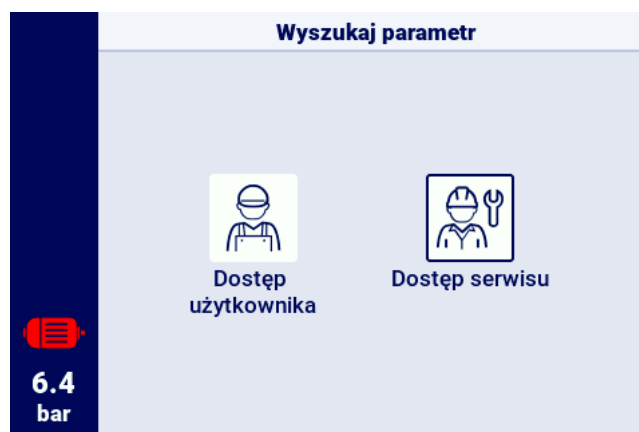 Wyszukaj parametr
Dostęp
użytkownika
Dostęp serwisu
6.4
bar